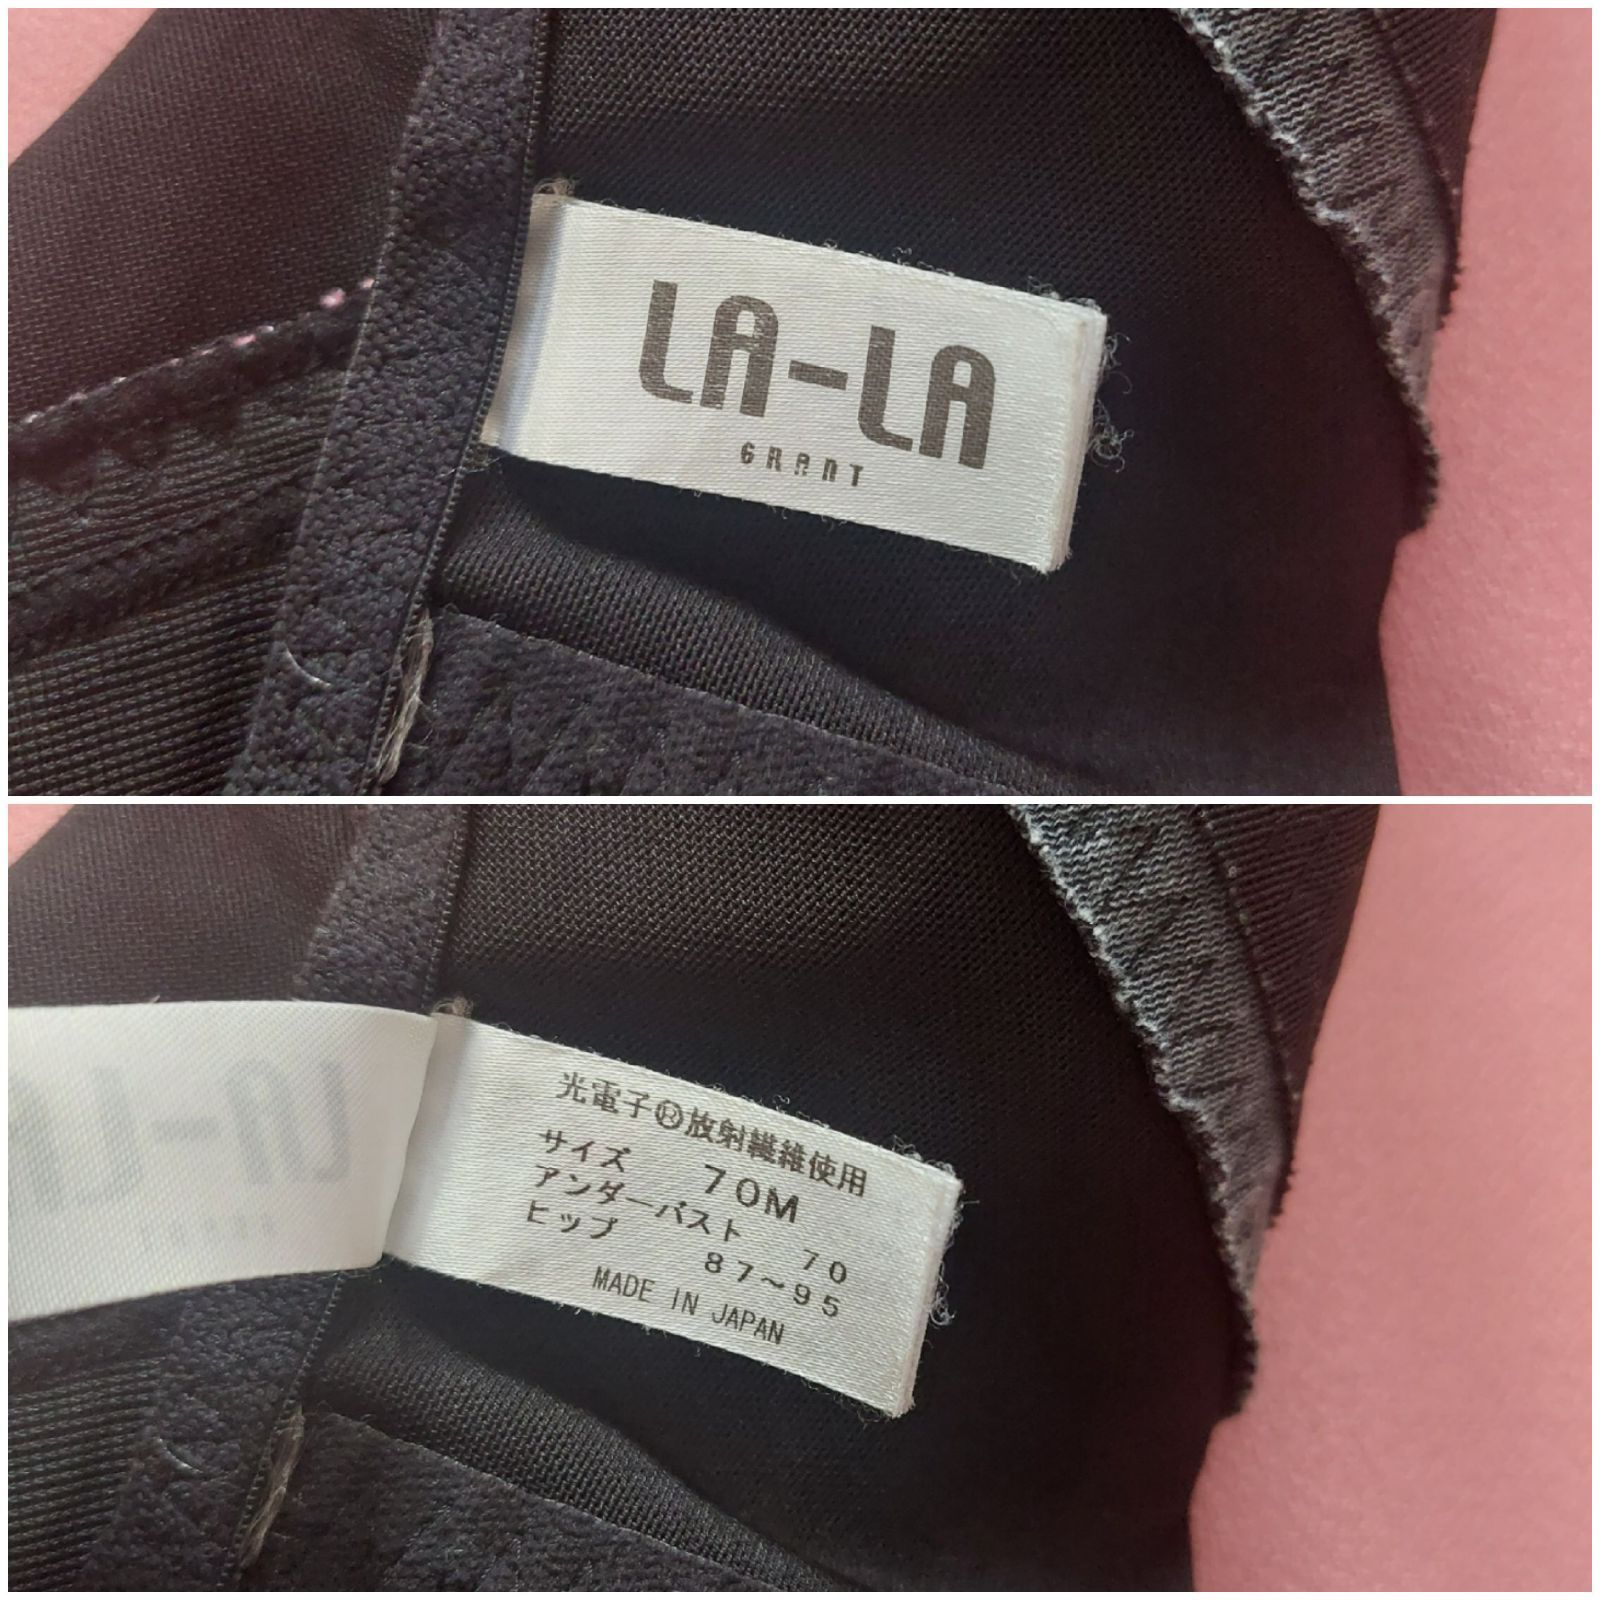 LA-LA
GRANT
光電子®放射繊維使用
サイズ 70M
アンダーバスト 70
ヒップ 87～95
MADE IN JAPAN